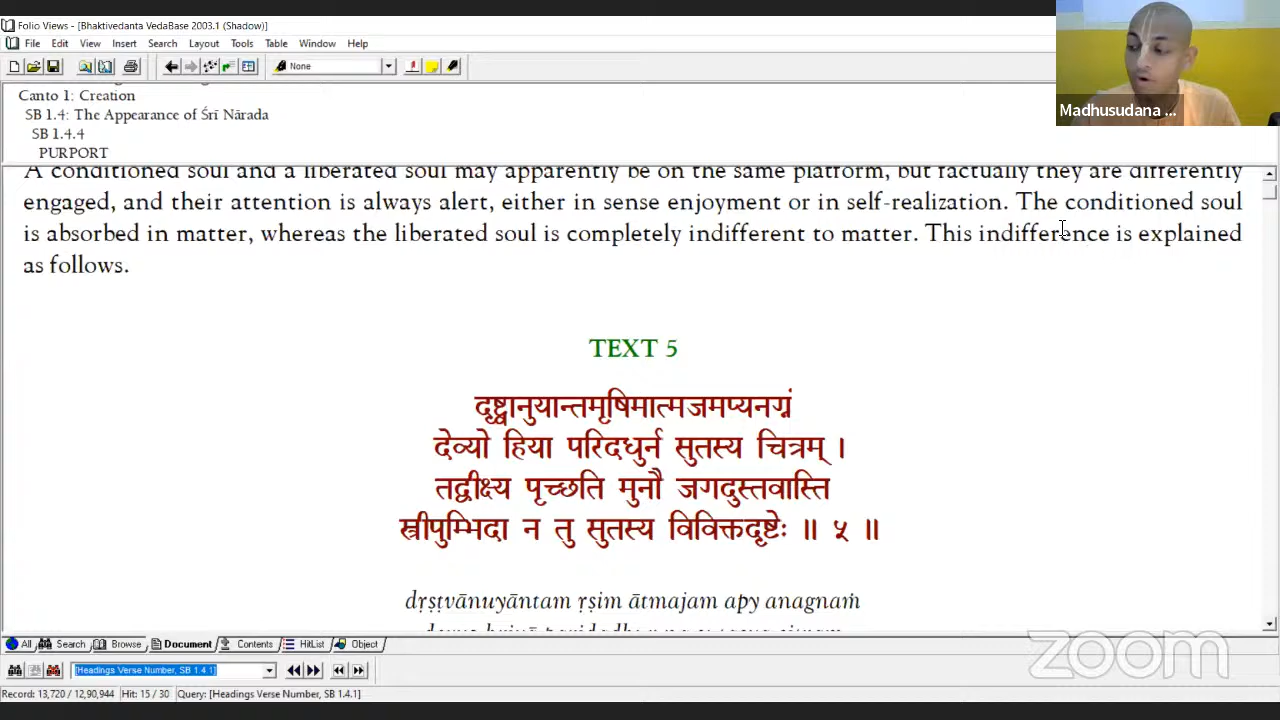 Folio Views - [Bhaktivedanta VedaBase 2003.1 (Shadow)]
File Edit View Insert Search Layout Tools Table Window Help
None
Canto 1: Creation
SB 1.4: The Appearance of Śrī Nārada
SB 1.4.4
PURPORT
Madhusudana ...
A conditioned soul and a liberated soul may apparently be on the same platform, but factually they are differently
engaged, and their attention is always alert, either in sense enjoyment or in self-realization. The conditioned soul
is absorbed in matter, whereas the liberated soul is completely indifferent to matter. This indifference is explained
as follows.
TEXT 5
दृष्ट्वानुयान्तमृषिमात्मजमप्यनग्नं
देव्यो ह्रिया परिदधुर्न सुतस्य चित्रम् ।
तद्वीक्ष्य पृच्छति मुनौ जगदुस्तवास्ति
स्त्रीपुम्भिदा न तु सुतस्य विविक्तदृष्टेः ॥ ५ ॥
dṛṣṭvānuyāntam ṛṣim ātmajam apy anagnaṁ
All Search Browse Document Contents HitList Object
[Headings Verse Number, SB 1.4.1]
Record: 13,720 / 12,90,944 Hit: 15 / 30 Query: [Headings Verse Number, SB 1.4.1]
zoom